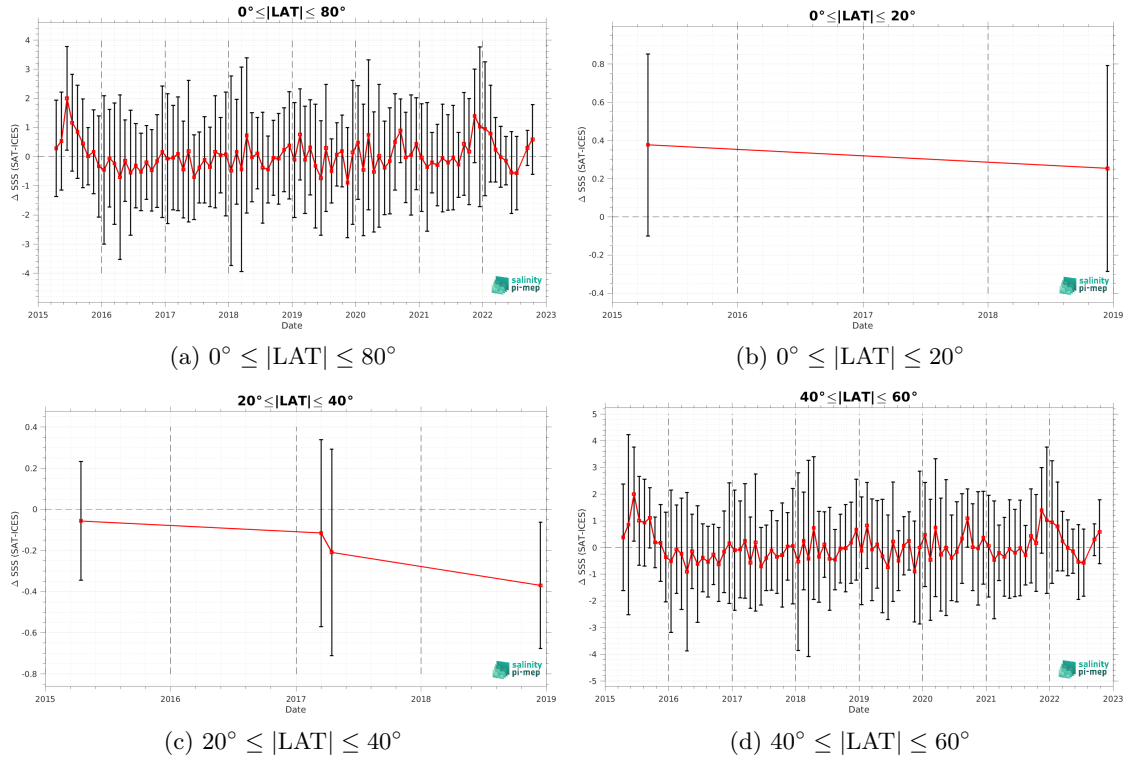 0°≤|LAT|≤ 80°
Δ SSS (SAT-ICES)
4
3
2
1
0
-1
-2
-3
-4
2015 2016 2017 2018 2019 2020 2021 2022 2023
Date
salinity
pi-mep
(a) 0° ≤ |LAT| ≤ 80°
0°≤|LAT|≤ 20°
Δ SSS (SAT-ICES)
0.8
0.6
0.4
0.2
0
-0.2
-0.4
2015 2016 2017 2018 2019
Date
salinity
pi-mep
(b) 0° ≤ |LAT| ≤ 20°
20°≤|LAT|≤ 40°
Δ SSS (SAT-ICES)
0.4
0.2
0
-0.2
-0.4
-0.6
-0.8
2015 2016 2017 2018 2019
Date
salinity
pi-mep
(c) 20° ≤ |LAT| ≤ 40°
40°≤|LAT|≤ 60°
Δ SSS (SAT-ICES)
5
4
3
2
1
0
-1
-2
-3
-4
-5
2015 2016 2017 2018 2019 2020 2021 2022 2023
Date
salinity
pi-mep
(d) 40° ≤ |LAT| ≤ 60°